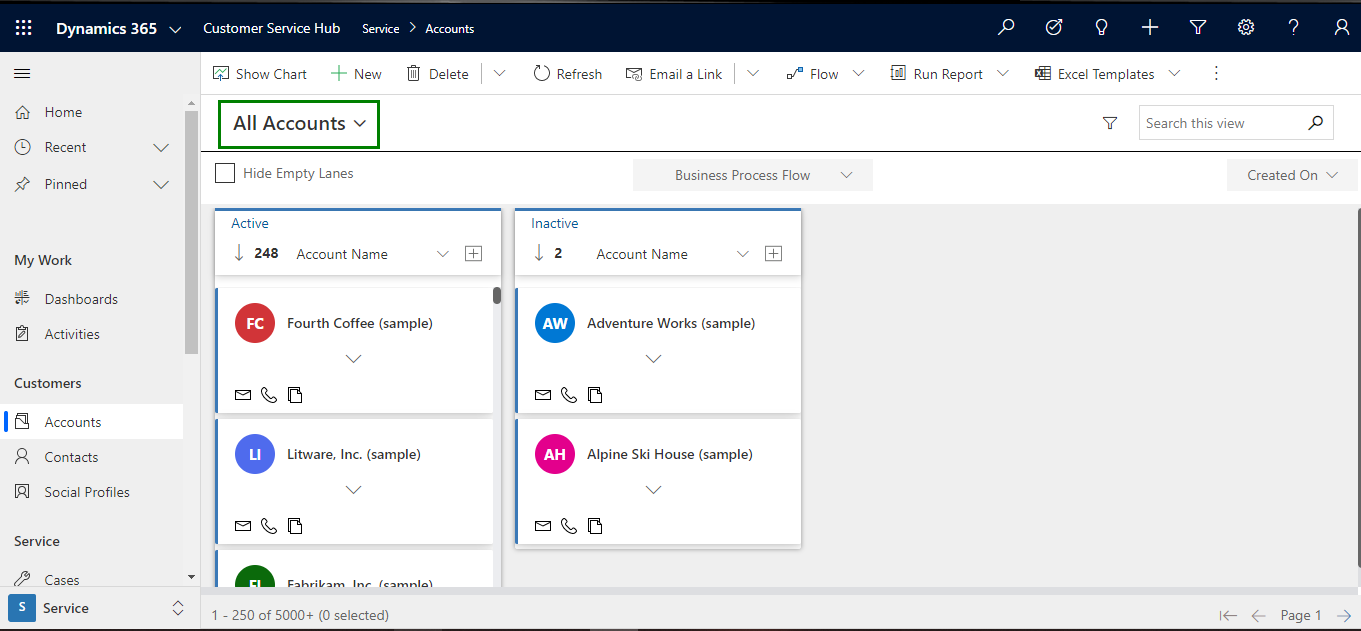 Dynamics 365 Customer Service Hub Service > Accounts
Show Chart New Delete Refresh Email a Link Flow Run Report Excel Templates
Home
Recent
Pinned
My Work
Dashboards
Activities
Customers
Accounts
Contacts
Social Profiles
Service
Cases
S Service
All Accounts
Search this view
Hide Empty Lanes Business Process Flow Created On
Active
248 Account Name
FC Fourth Coffee (sample)
LI Litware, Inc. (sample)
FI Fabrikam, Inc. (sample)
Inactive
2 Account Name
AW Adventure Works (sample)
AH Alpine Ski House (sample)
1 - 250 of 5000+ (0 selected) Page 1